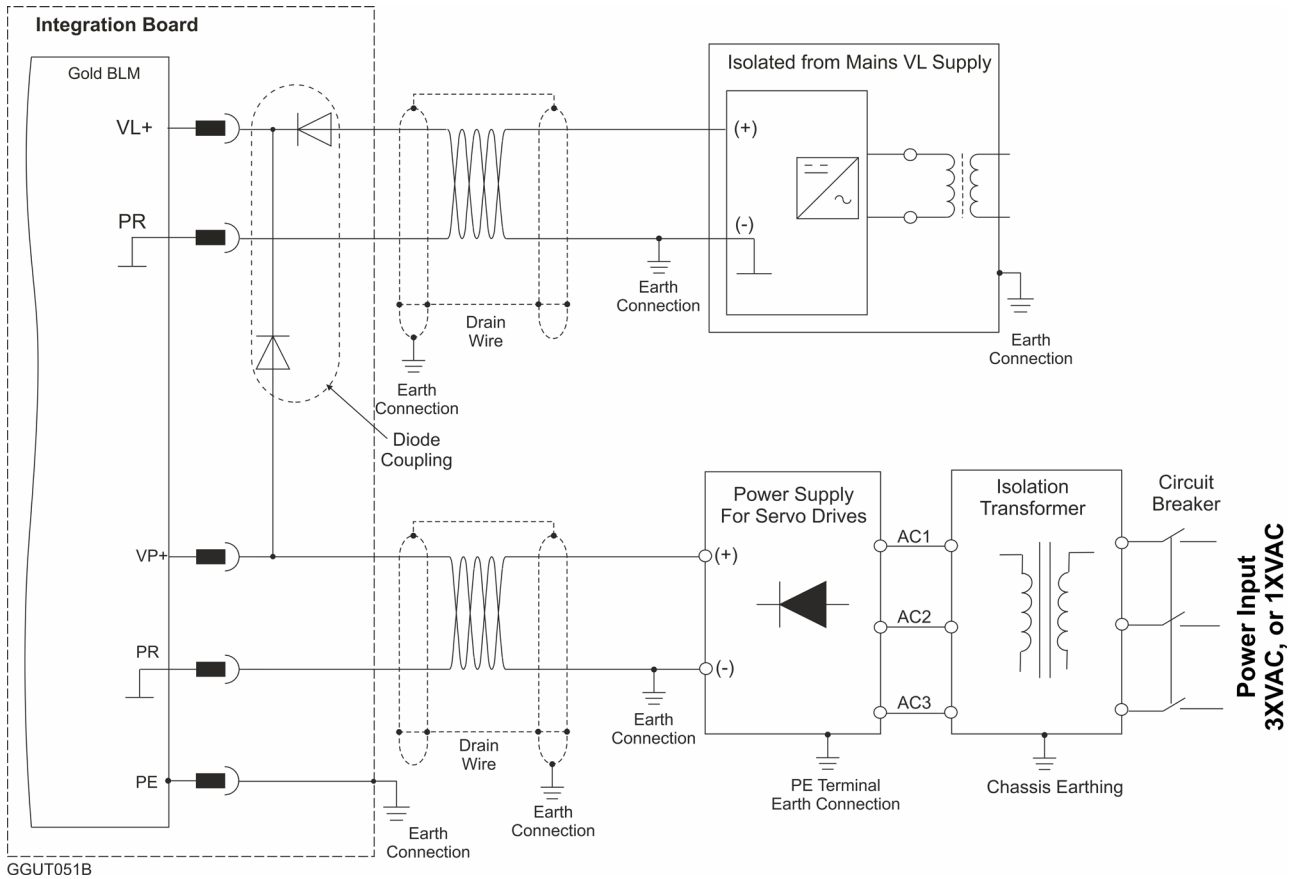 Integration Board
Gold BLM
VL+
PR
Isolated from Mains VL Supply
(+)
(-)
Earth
Connection
Drain
Wire
Earth
Connection
Earth
Connection
Diode
Coupling
VP+
PR
PE
Power Supply
For Servo Drives
(+)
(-)
AC1
AC2
AC3
Isolation
Transformer
Circuit
Breaker
Power Input
3XVAC, or 1XVAC
Earth
Connection
Drain
Wire
PE Terminal
Earth Connection
Chassis Earthing
Earth
Connection
Earth
Connection
GGUT051B